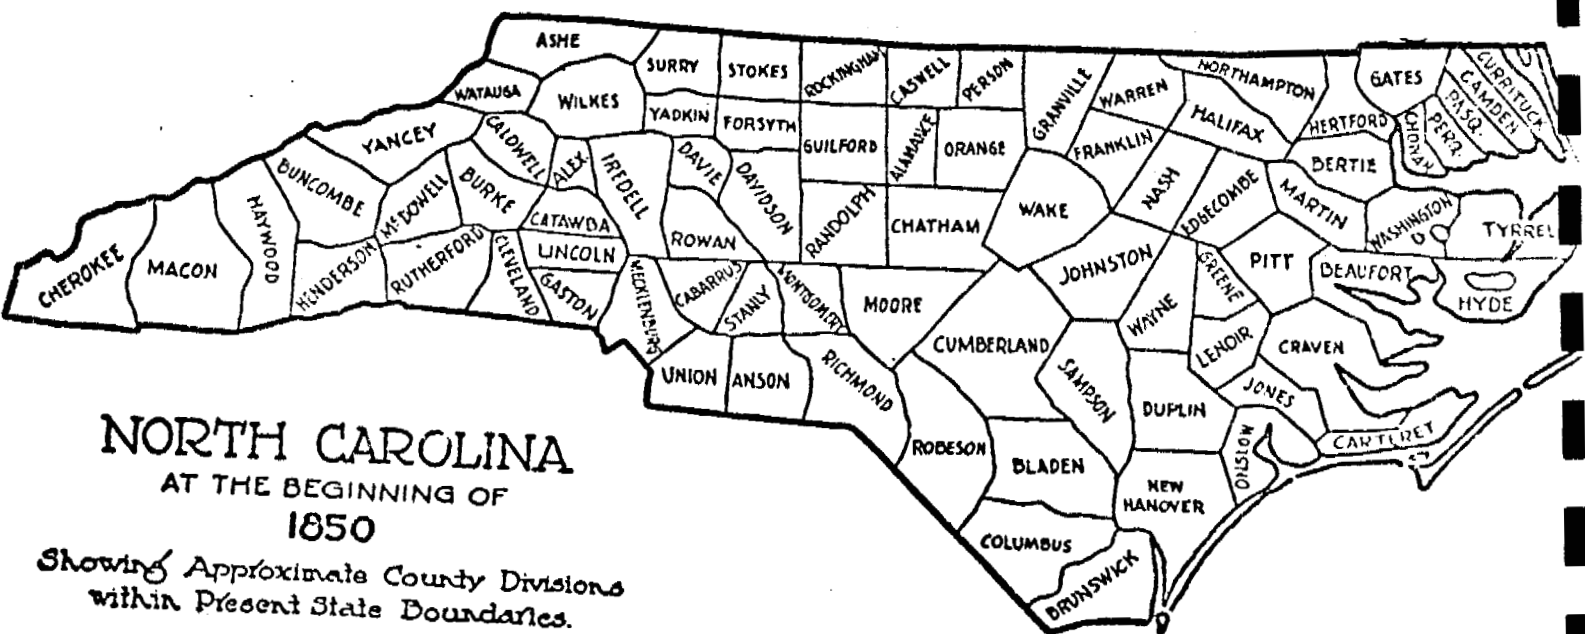 ASHE
SURRY
STOKES
ROCKINGHAM
CASWELL
PERSON
GRANVILLE
WARREN
NORTHAMPTON
GATES
CURRITUCK
CAMDEN
PASQ.
PERQ.
CHOWAN
HERTFORD
HALIFAX
WATAUGA
WILKES
YADKIN
FORSYTH
GUILFORD
ALAMANCE
ORANGE
FRANKLIN
BERTIE
YANCEY
CALDWELL
ALEX.
IREDELL
DAVIE
DAVIDSON
RANDOLPH
CHATHAM
WAKE
NASH
EDGECOMBE
MARTIN
WASHINGTON
TYRREL
BUNCOMBE
MCDOWELL
BURKE
CATAWBA
LINCOLN
ROWAN
HAYWOOD
CHEROKEE
MACON
HENDERSON
RUTHERFORD
CLEVELAND
GASTON
MECKLENBURG
CABARRUS
STANLY
MONTGOMERY
MOORE
JOHNSTON
GREENE
PITT
BEAUFORT
HYDE
CUMBERLAND
WAYNE
LENOIR
CRAVEN
UNION
ANSON
RICHMOND
SAMPSON
DUPLIN
JONES
CARTERET
ONSLOW
ROBESON
BLADEN
NEW
HANOVER
COLUMBUS
BRUNSWICK
NORTH CAROLINA
AT THE BEGINNING OF
1850
Showing Approximate County Divisions
within Present State Boundaries.